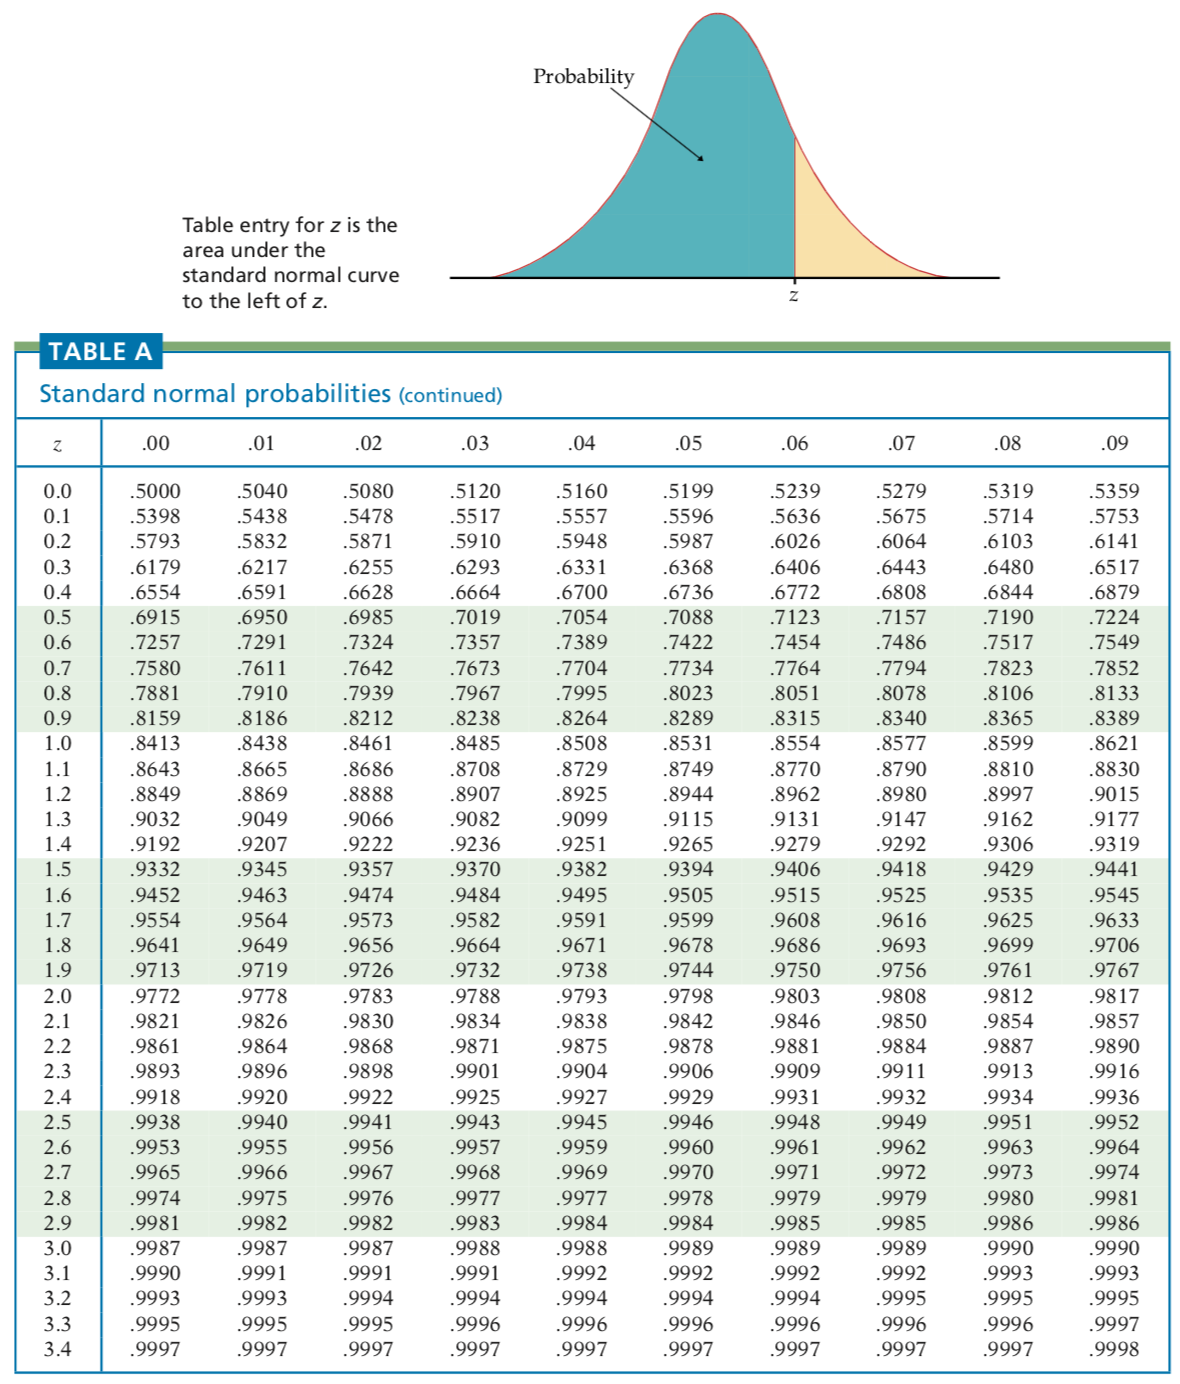 Probability
Table entry for z is the
area under the
standard normal curve
to the left of z.
z
TABLE A
Standard normal probabilities (continued)
z .00 .01 .02 .03 .04 .05 .06 .07 .08 .09
0.0 .5000 .5040 .5080 .5120 .5160 .5199 .5239 .5279 .5319 .5359
0.1 .5398 .5438 .5478 .5517 .5557 .5596 .5636 .5675 .5714 .5753
0.2 .5793 .5832 .5871 .5910 .5948 .5987 .6026 .6064 .6103 .6141
0.3 .6179 .6217 .6255 .6293 .6331 .6368 .6406 .6443 .6480 .6517
0.4 .6554 .6591 .6628 .6664 .6700 .6736 .6772 .6808 .6844 .6879
0.5 .6915 .6950 .6985 .7019 .7054 .7088 .7123 .7157 .7190 .7224
0.6 .7257 .7291 .7324 .7357 .7389 .7422 .7454 .7486 .7517 .7549
0.7 .7580 .7611 .7642 .7673 .7704 .7734 .7764 .7794 .7823 .7852
0.8 .7881 .7910 .7939 .7967 .7995 .8023 .8051 .8078 .8106 .8133
0.9 .8159 .8186 .8212 .8238 .8264 .8289 .8315 .8340 .8365 .8389
1.0 .8413 .8438 .8461 .8485 .8508 .8531 .8554 .8577 .8599 .8621
1.1 .8643 .8665 .8686 .8708 .8729 .8749 .8770 .8790 .8810 .8830
1.2 .8849 .8869 .8888 .8907 .8925 .8944 .8962 .8980 .8997 .9015
1.3 .9032 .9049 .9066 .9082 .9099 .9115 .9131 .9147 .9162 .9177
1.4 .9192 .9207 .9222 .9236 .9251 .9265 .9279 .9292 .9306 .9319
1.5 .9332 .9345 .9357 .9370 .9382 .9394 .9406 .9418 .9429 .9441
1.6 .9452 .9463 .9474 .9484 .9495 .9505 .9515 .9525 .9535 .9545
1.7 .9554 .9564 .9573 .9582 .9591 .9599 .9608 .9616 .9625 .9633
1.8 .9641 .9649 .9656 .9664 .9671 .9678 .9686 .9693 .9699 .9706
1.9 .9713 .9719 .9726 .9732 .9738 .9744 .9750 .9756 .9761 .9767
2.0 .9772 .9778 .9783 .9788 .9793 .9798 .9803 .9808 .9812 .9817
2.1 .9821 .9826 .9830 .9834 .9838 .9842 .9846 .9850 .9854 .9857
2.2 .9861 .9864 .9868 .9871 .9875 .9878 .9881 .9884 .9887 .9890
2.3 .9893 .9896 .9898 .9901 .9904 .9906 .9909 .9911 .9913 .9916
2.4 .9918 .9920 .9922 .9925 .9927 .9929 .9931 .9932 .9934 .9936
2.5 .9938 .9940 .9941 .9943 .9945 .9946 .9948 .9949 .9951 .9952
2.6 .9953 .9955 .9956 .9957 .9959 .9960 .9961 .9962 .9963 .9964
2.7 .9965 .9966 .9967 .9968 .9969 .9970 .9971 .9972 .9973 .9974
2.8 .9974 .9975 .9976 .9977 .9977 .9978 .9979 .9979 .9980 .9981
2.9 .9981 .9982 .9982 .9983 .9984 .9984 .9985 .9985 .9986 .9986
3.0 .9987 .9987 .9987 .9988 .9988 .9989 .9989 .9989 .9990 .9990
3.1 .9990 .9991 .9991 .9991 .9992 .9992 .9992 .9992 .9993 .9993
3.2 .9993 .9993 .9994 .9994 .9994 .9994 .9994 .9995 .9995 .9995
3.3 .9995 .9995 .9995 .9996 .9996 .9996 .9996 .9996 .9996 .9997
3.4 .9997 .9997 .9997 .9997 .9997 .9997 .9997 .9997 .9997 .9998